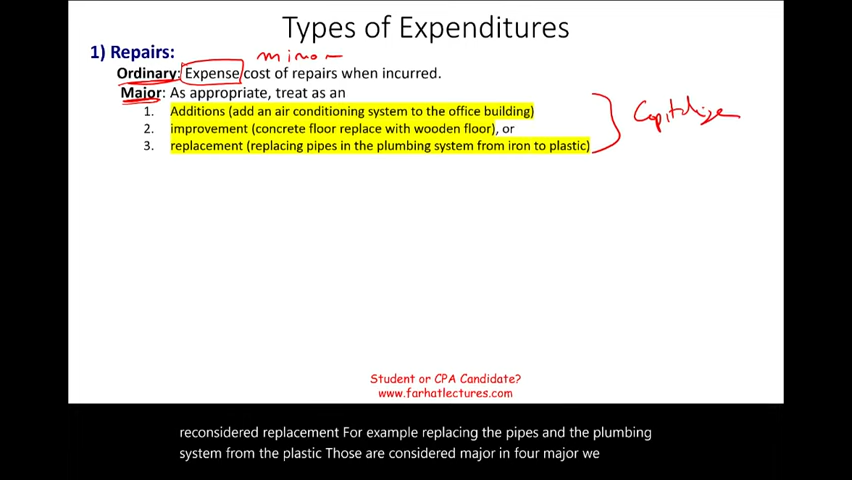 Types of Expenditures
1) Repairs:
minor
Ordinary: Expense cost of repairs when incurred.
Major: As appropriate, treat as an
1. Additions (add an air conditioning system to the office building)
2. improvement (concrete floor replace with wooden floor), or
3. replacement (replacing pipes in the plumbing system from iron to plastic)
Capitalize
Student or CPA Candidate?
www.farhatlectures.com
reconsidered replacement For example replacing the pipes and the plumbing
system from the plastic Those are considered major in four major we